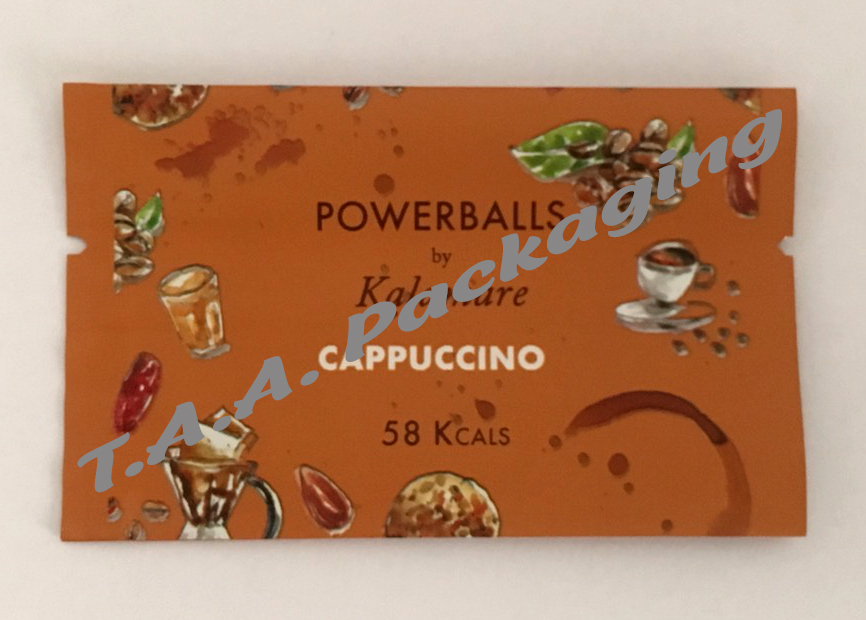 POWERBALLS
by
CAPPUCCINO
58 KCALS
T.A.A. Packaging